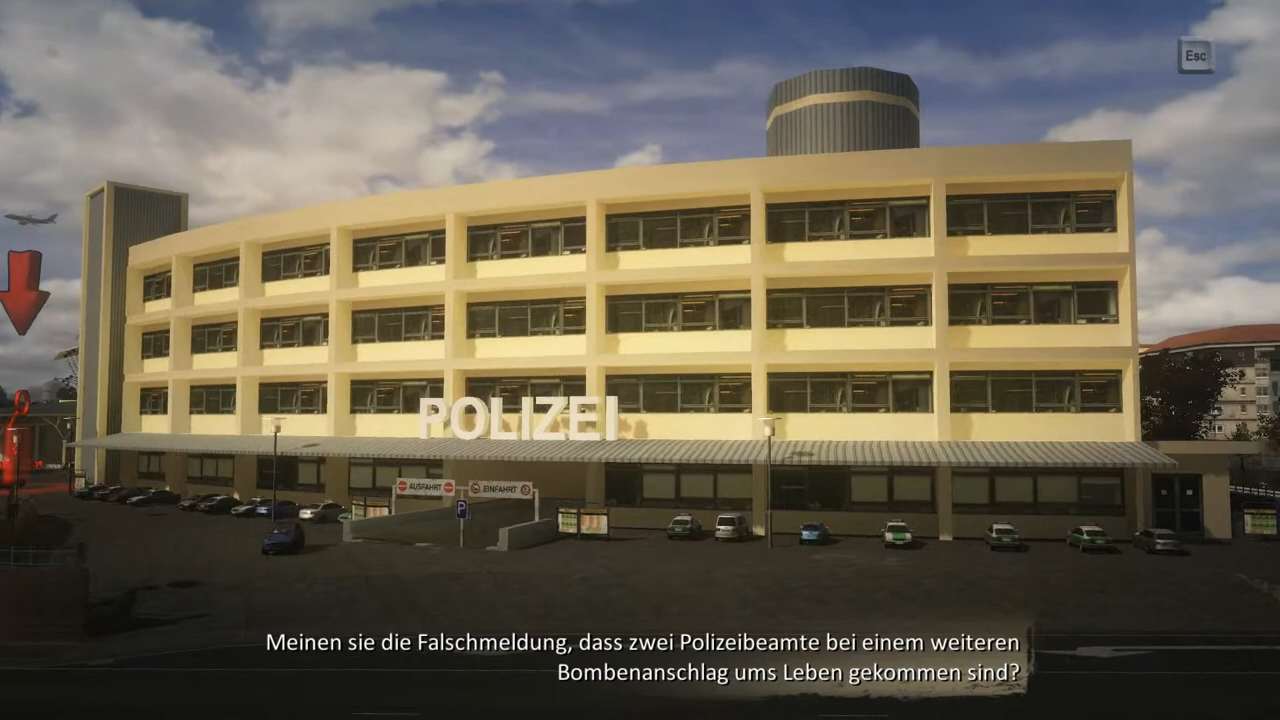 Esc
POLIZEI
AUSFAHRT
EINFAHRT
P
Meinen sie die Falschmeldung, dass zwei Polizeibeamte bei einem weiteren
Bombenanschlag ums Leben gekommen sind?